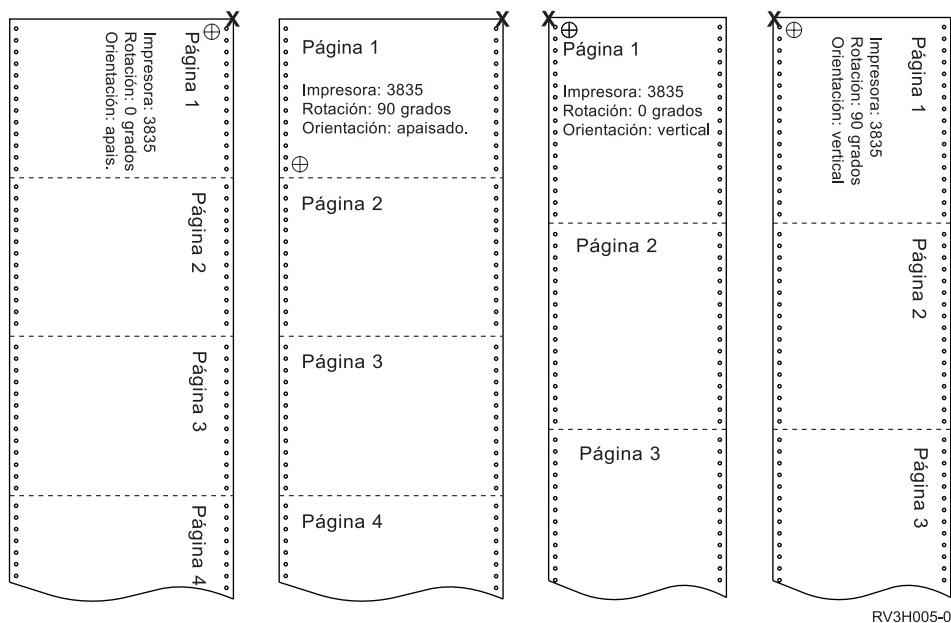 X
Página 1
Impresora: 3835
Rotación: 0 grados
Orientación: apais.
Página 2
Página 3
Página 4
X
Página 1
Impresora: 3835
Rotación: 90 grados
Orientación: apaisado.
Página 2
Página 3
Página 4
X
Página 1
Impresora: 3835
Rotación: 0 grados
Orientación: vertical
Página 2
Página 3
X
Página 1
Impresora: 3835
Rotación: 90 grados
Orientación: vertical
Página 2
Página 3
RV3H005-0